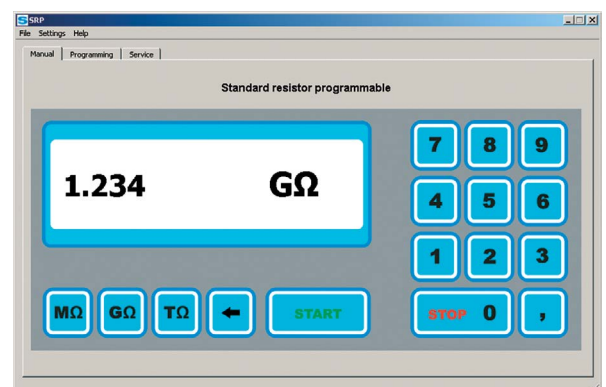 SRP
File Settings Help
Manual Programming Service
Standard resistor programmable
1.234 GΩ
7 8 9
4 5 6
1 2 3
MΩ GΩ TΩ START STOP 0 ,